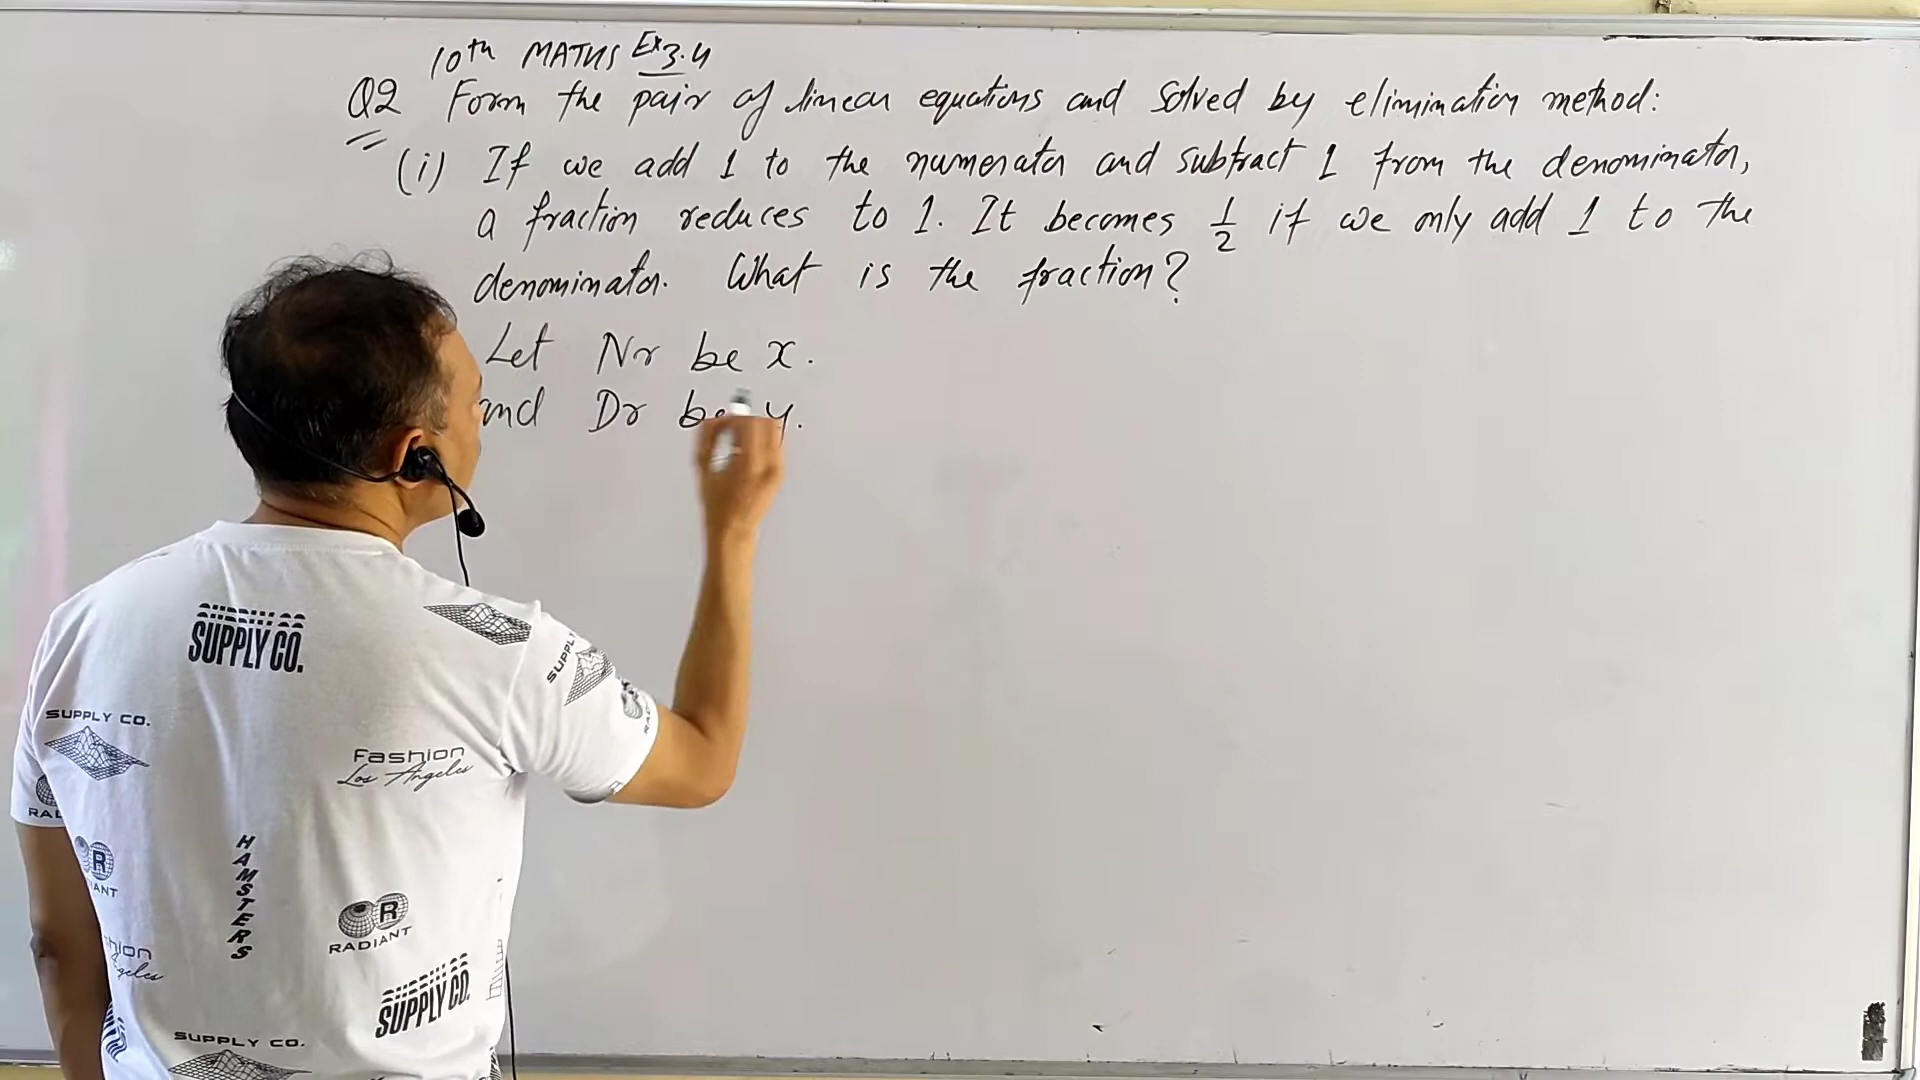 10th MATHS Ex 3.4
Q2 Form the pair of linear equations and solved by elimination method:
(i) If we add 1 to the numerator and subtract 1 from the denominator,
a fraction reduces to 1. It becomes 1/2 if we only add 1 to the
denominator. What is the fraction?
Let Nr be x.
and Dr be y.
SUPPLY CO.
SUPPLY
SUPPLY CO.
Fashion
Los Angeles
HAMSTERS
R
RADIANT
SUPPLY CO.
SUPPLY CO.